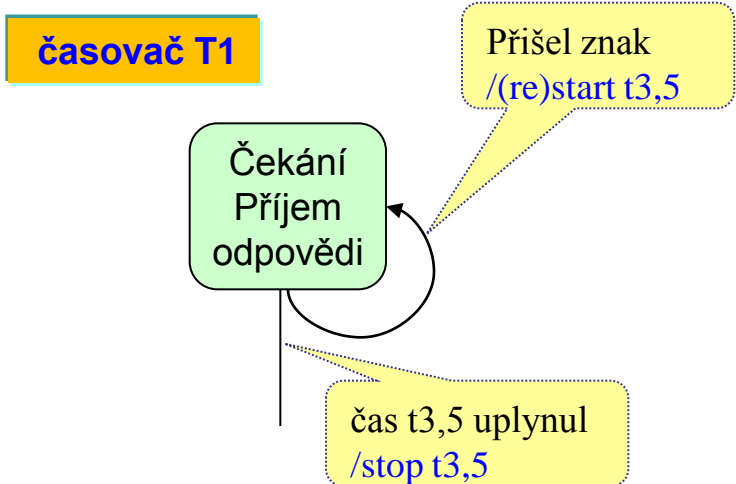 časovač T1
Přišel znak
/(re)start t3,5
Čekání
Příjem
odpovědi
čas t3,5 uplynul
/stop t3,5